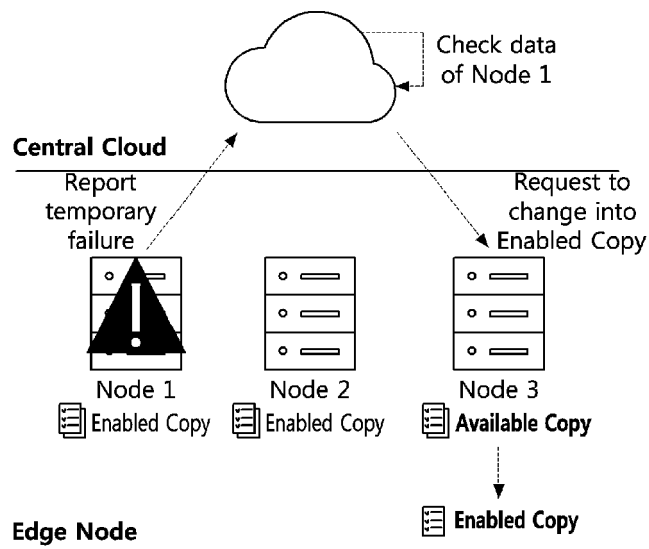 Check data
of Node 1
Central Cloud
Report
temporary
failure
Request to
change into
Enabled Copy
Node 1
Node 2
Node 3
Enabled Copy
Enabled Copy
Available Copy
Enabled Copy
Edge Node